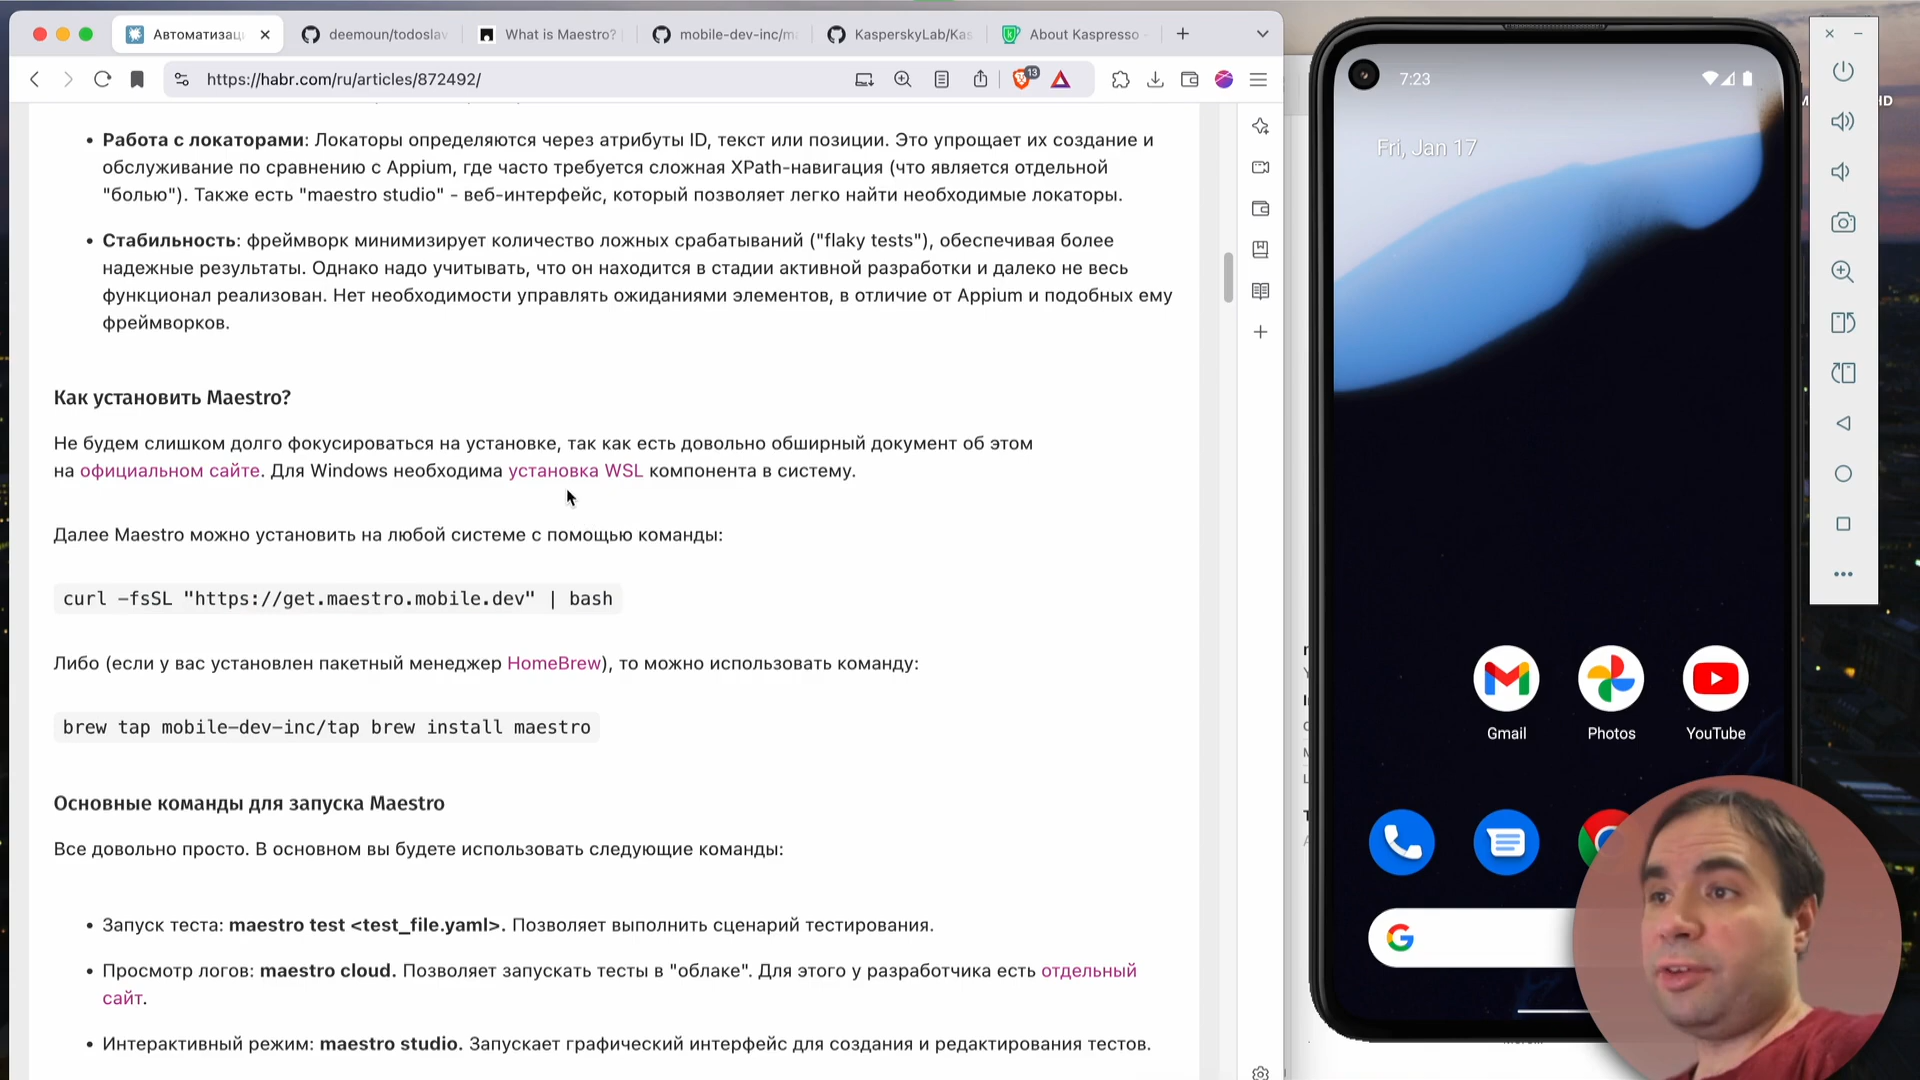 Автоматизаци
deemoun/todoslav
What is Maestro?
mobile-dev-inc/ma
KasperskyLab/Kas
About Kaspresso
https://habr.com/ru/articles/872492/
13
• Работа с локаторами: Локаторы определяются через атрибуты ID, текст или позиции. Это упрощает их создание и
обслуживание по сравнению с Appium, где часто требуется сложная XPath-навигация (что является отдельной
"болью"). Также есть "maestro studio" - веб-интерфейс, который позволяет легко найти необходимые локаторы.
• Стабильность: фреймворк минимизирует количество ложных срабатываний ("flaky tests"), обеспечивая более
надежные результаты. Однако надо учитывать, что он находится в стадии активной разработки и далеко не весь
функционал реализован. Нет необходимости управлять ожиданиями элементов, в отличие от Appium и подобных ему
фреймворков.
Как установить Maestro?
Не будем слишком долго фокусироваться на установке, так как есть довольно обширный документ об этом
на официальном сайте. Для Windows необходима установка WSL компонента в систему.
Далее Maestro можно установить на любой системе с помощью команды:
curl -fsSL "https://get.maestro.mobile.dev" | bash
Либо (если у вас установлен пакетный менеджер HomeBrew), то можно использовать команду:
brew tap mobile-dev-inc/tap brew install maestro
Основные команды для запуска Maestro
Все довольно просто. В основном вы будете использовать следующие команды:
• Запуск теста: maestro test <test_file.yaml>. Позволяет выполнить сценарий тестирования.
• Просмотр логов: maestro cloud. Позволяет запускать тесты в "облаке". Для этого у разработчика есть отдельный
сайт.
• Интерактивный режим: maestro studio. Запускает графический интерфейс для создания и редактирования тестов.
7:23
Fri, Jan 17
Gmail
Photos
YouTube
HD